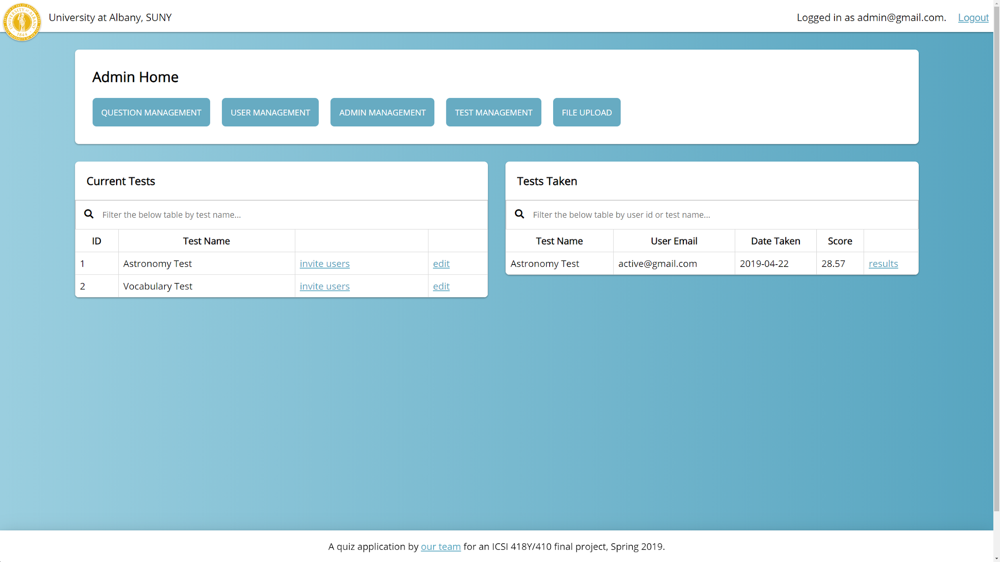 UNIVERSITY AT ALBANY
1844
University at Albany, SUNY
Logged in as admin@gmail.com. Logout
Admin Home
QUESTION MANAGEMENT USER MANAGEMENT ADMIN MANAGEMENT TEST MANAGEMENT FILE UPLOAD
Current Tests
Filter the below table by test name...
ID Test Name
1 Astronomy Test invite users edit
2 Vocabulary Test invite users edit
Tests Taken
Filter the below table by user id or test name...
Test Name User Email Date Taken Score
Astronomy Test active@gmail.com 2019-04-22 28.57 results
A quiz application by our team for an ICSI 418Y/410 final project, Spring 2019.